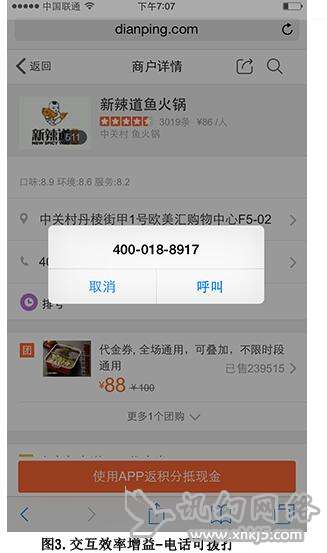 中国联通 下午7:07
dianping.com
返回 商户详情
新辣道鱼火锅
新辣道
3019条 ¥86 /人
中关村 鱼火锅
口味:8.9 环境:8.6 服务:8.2
中关村丹棱街甲1号欧美汇购物中心F5-02
400-018-8917
40
取消 呼叫
排号
团 代金券,全场通用，可叠加，不限时段通用
¥88 ¥100 已售239515
更多1个团购
使用APP返积分抵现金
讯幻网络
www.xnkj5.com
图3.交互效率增益-电话可拨打